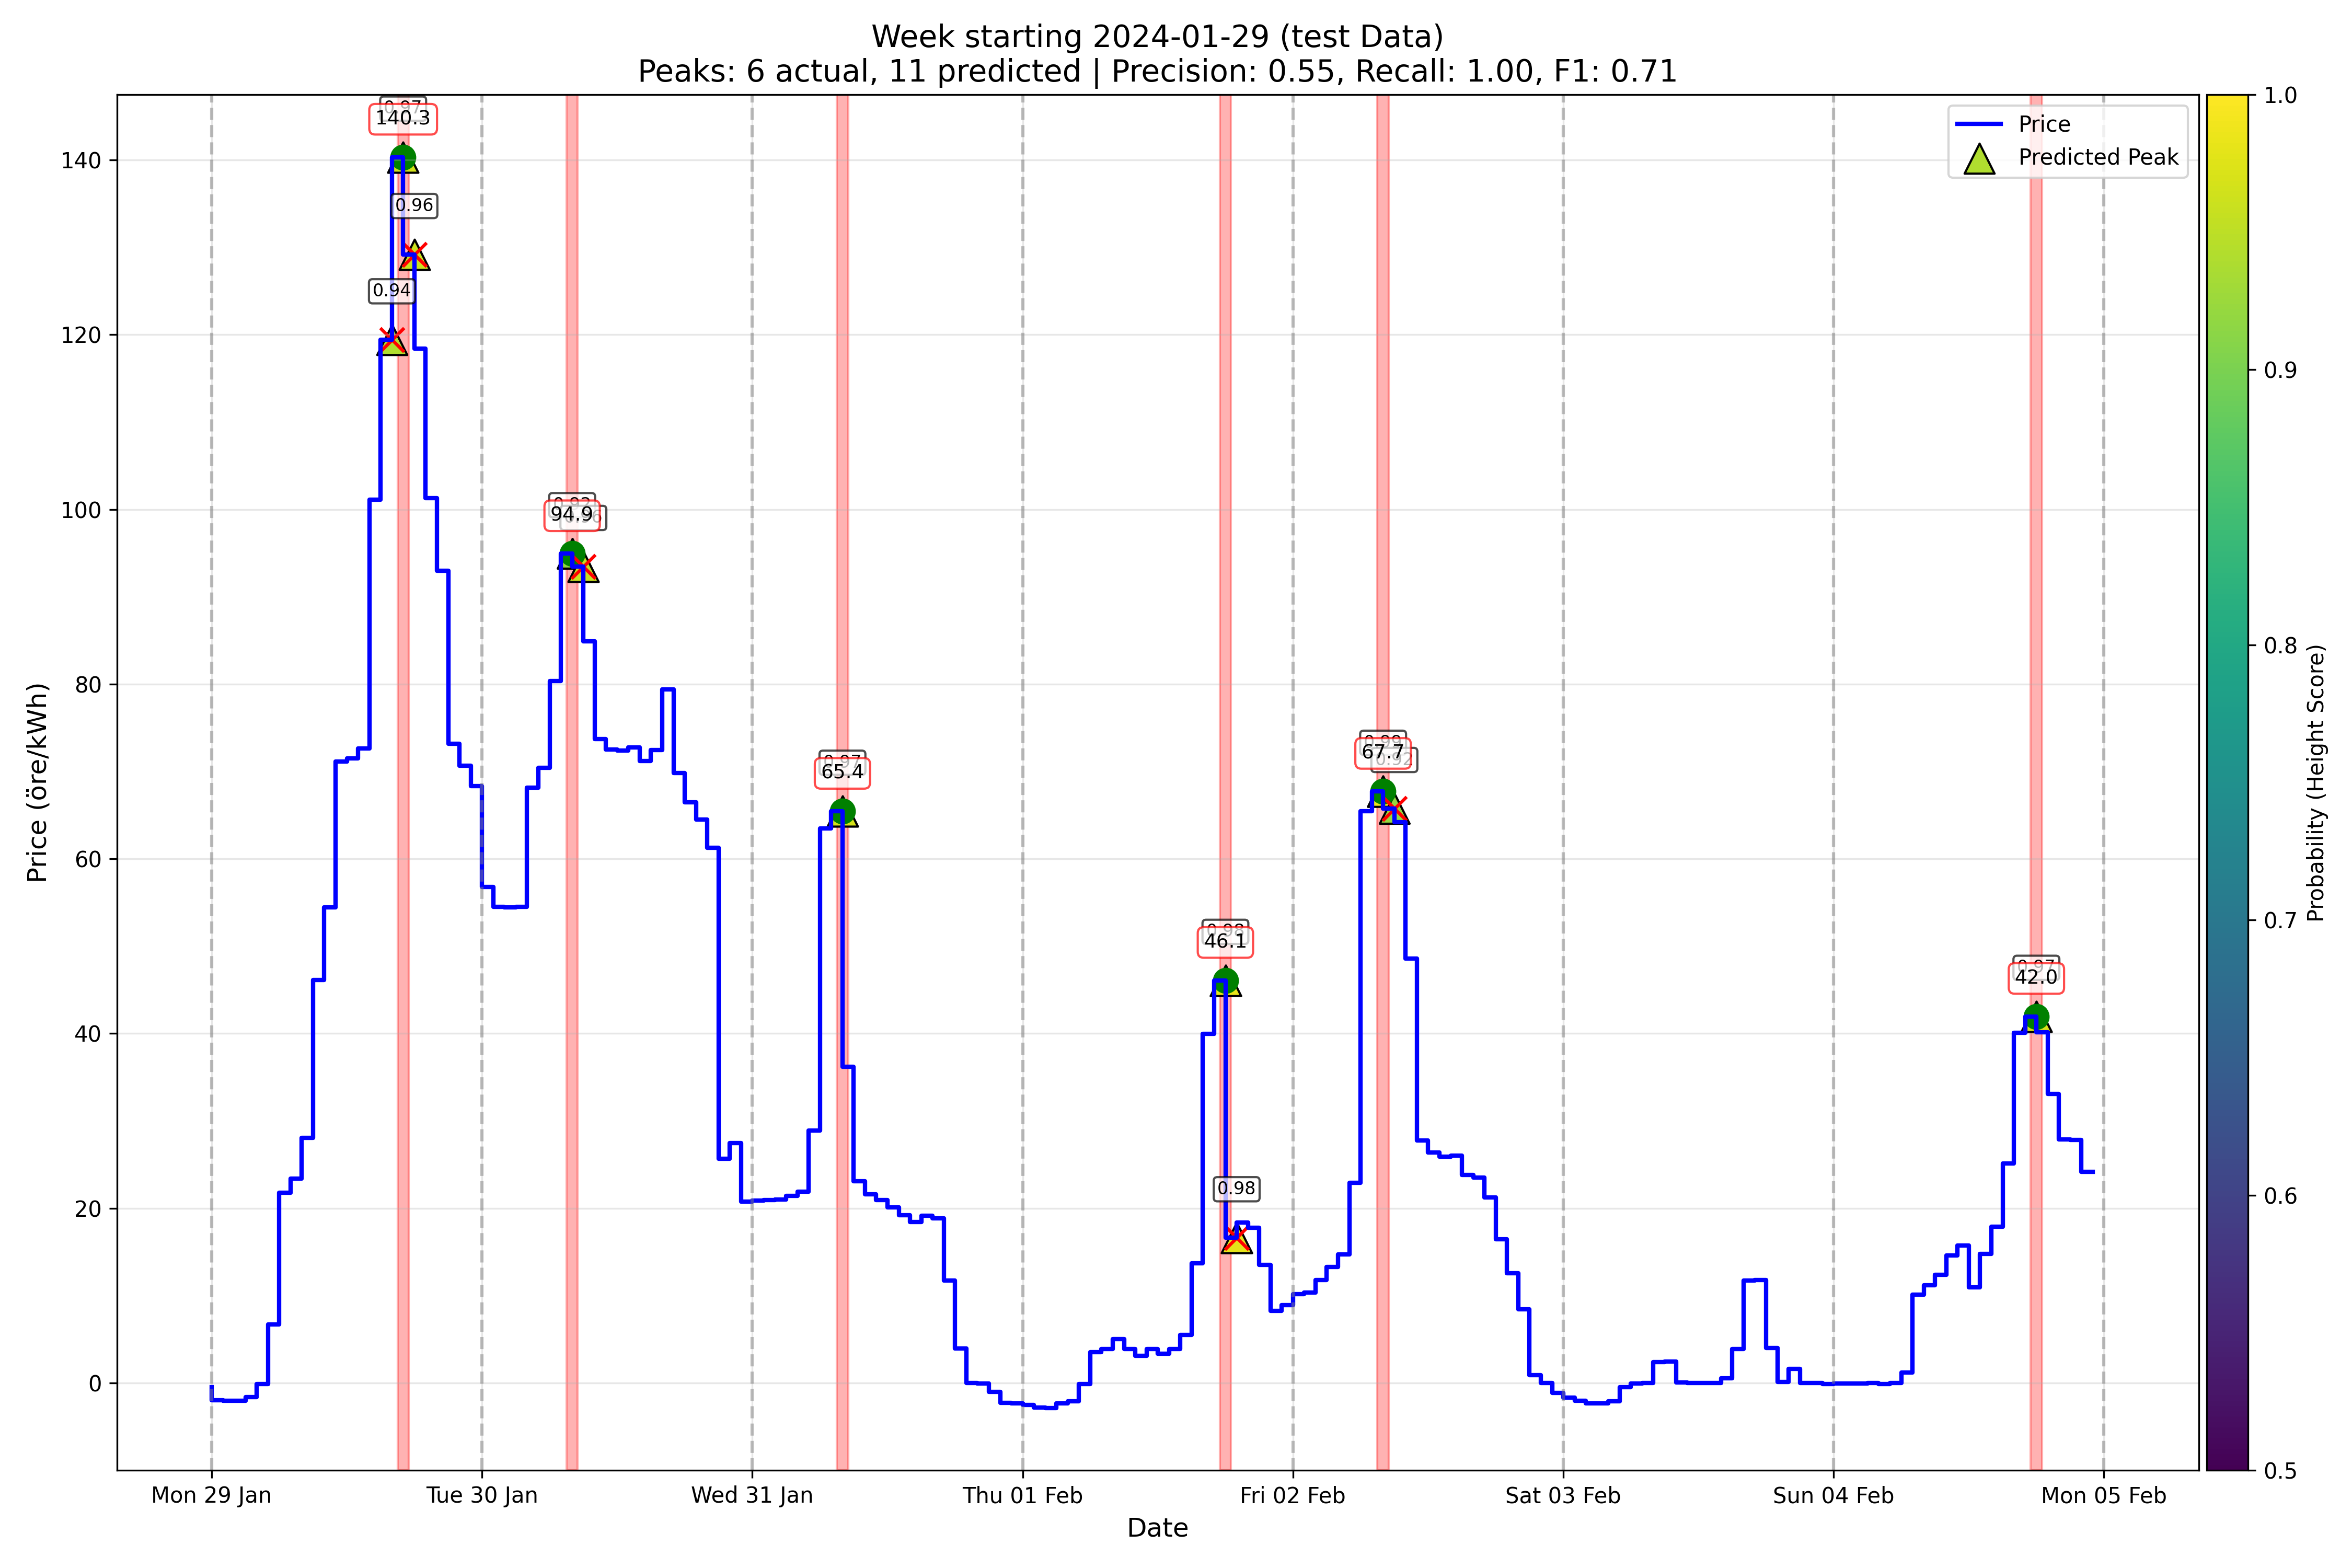 Week starting 2024-01-29 (test Data)
Peaks: 6 actual, 11 predicted | Precision: 0.55, Recall: 1.00, F1: 0.71
Price (öre/kWh)
140
120
100
80
60
40
20
0
140.3
0.96
0.94
94.9
65.4
46.1
0.98
67.7
42.0
Price
Predicted Peak
1.0
0.9
0.8
0.7
0.6
0.5
Probability (Height Score)
Mon 29 Jan
Tue 30 Jan
Wed 31 Jan
Thu 01 Feb
Fri 02 Feb
Sat 03 Feb
Sun 04 Feb
Mon 05 Feb
Date